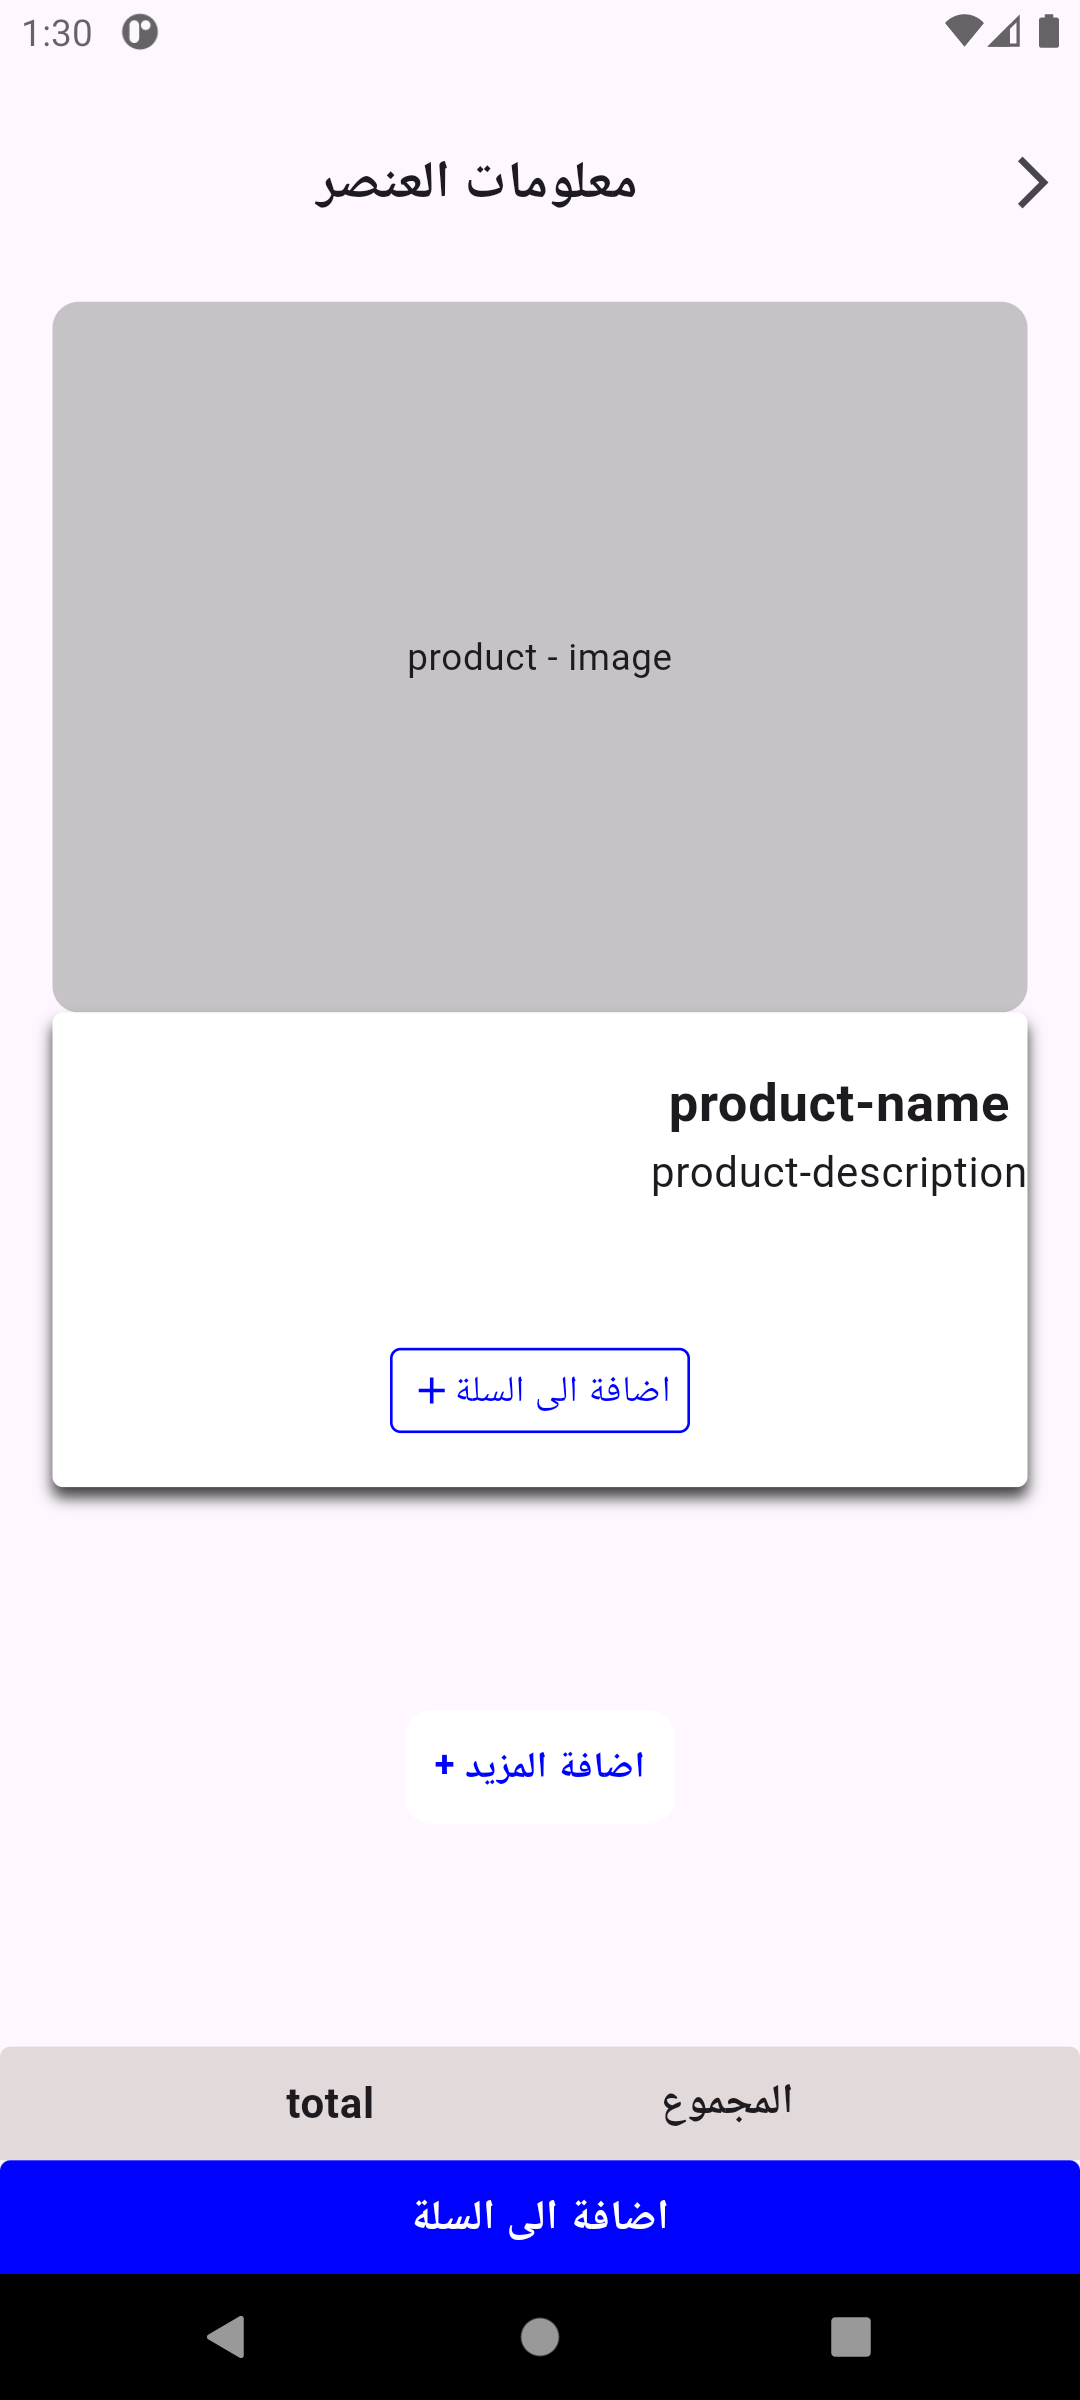 1:30
معلومات العنصر
product - image
product-name
product-description
اضافة الى السلة +
اضافة المزيد +
المجموع total
اضافة الى السلة